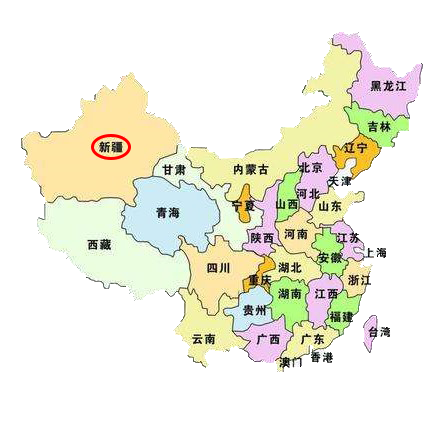 黑龙江
吉林
辽宁
新疆
甘肃
内蒙古
北京
天津
河北
山西
山东
宁夏
青海
陕西
河南
江苏
西藏
上海
安徽
四川
湖北
重庆
浙江
湖南
江西
贵州
福建
云南
广西
广东
台湾
香港
澳门